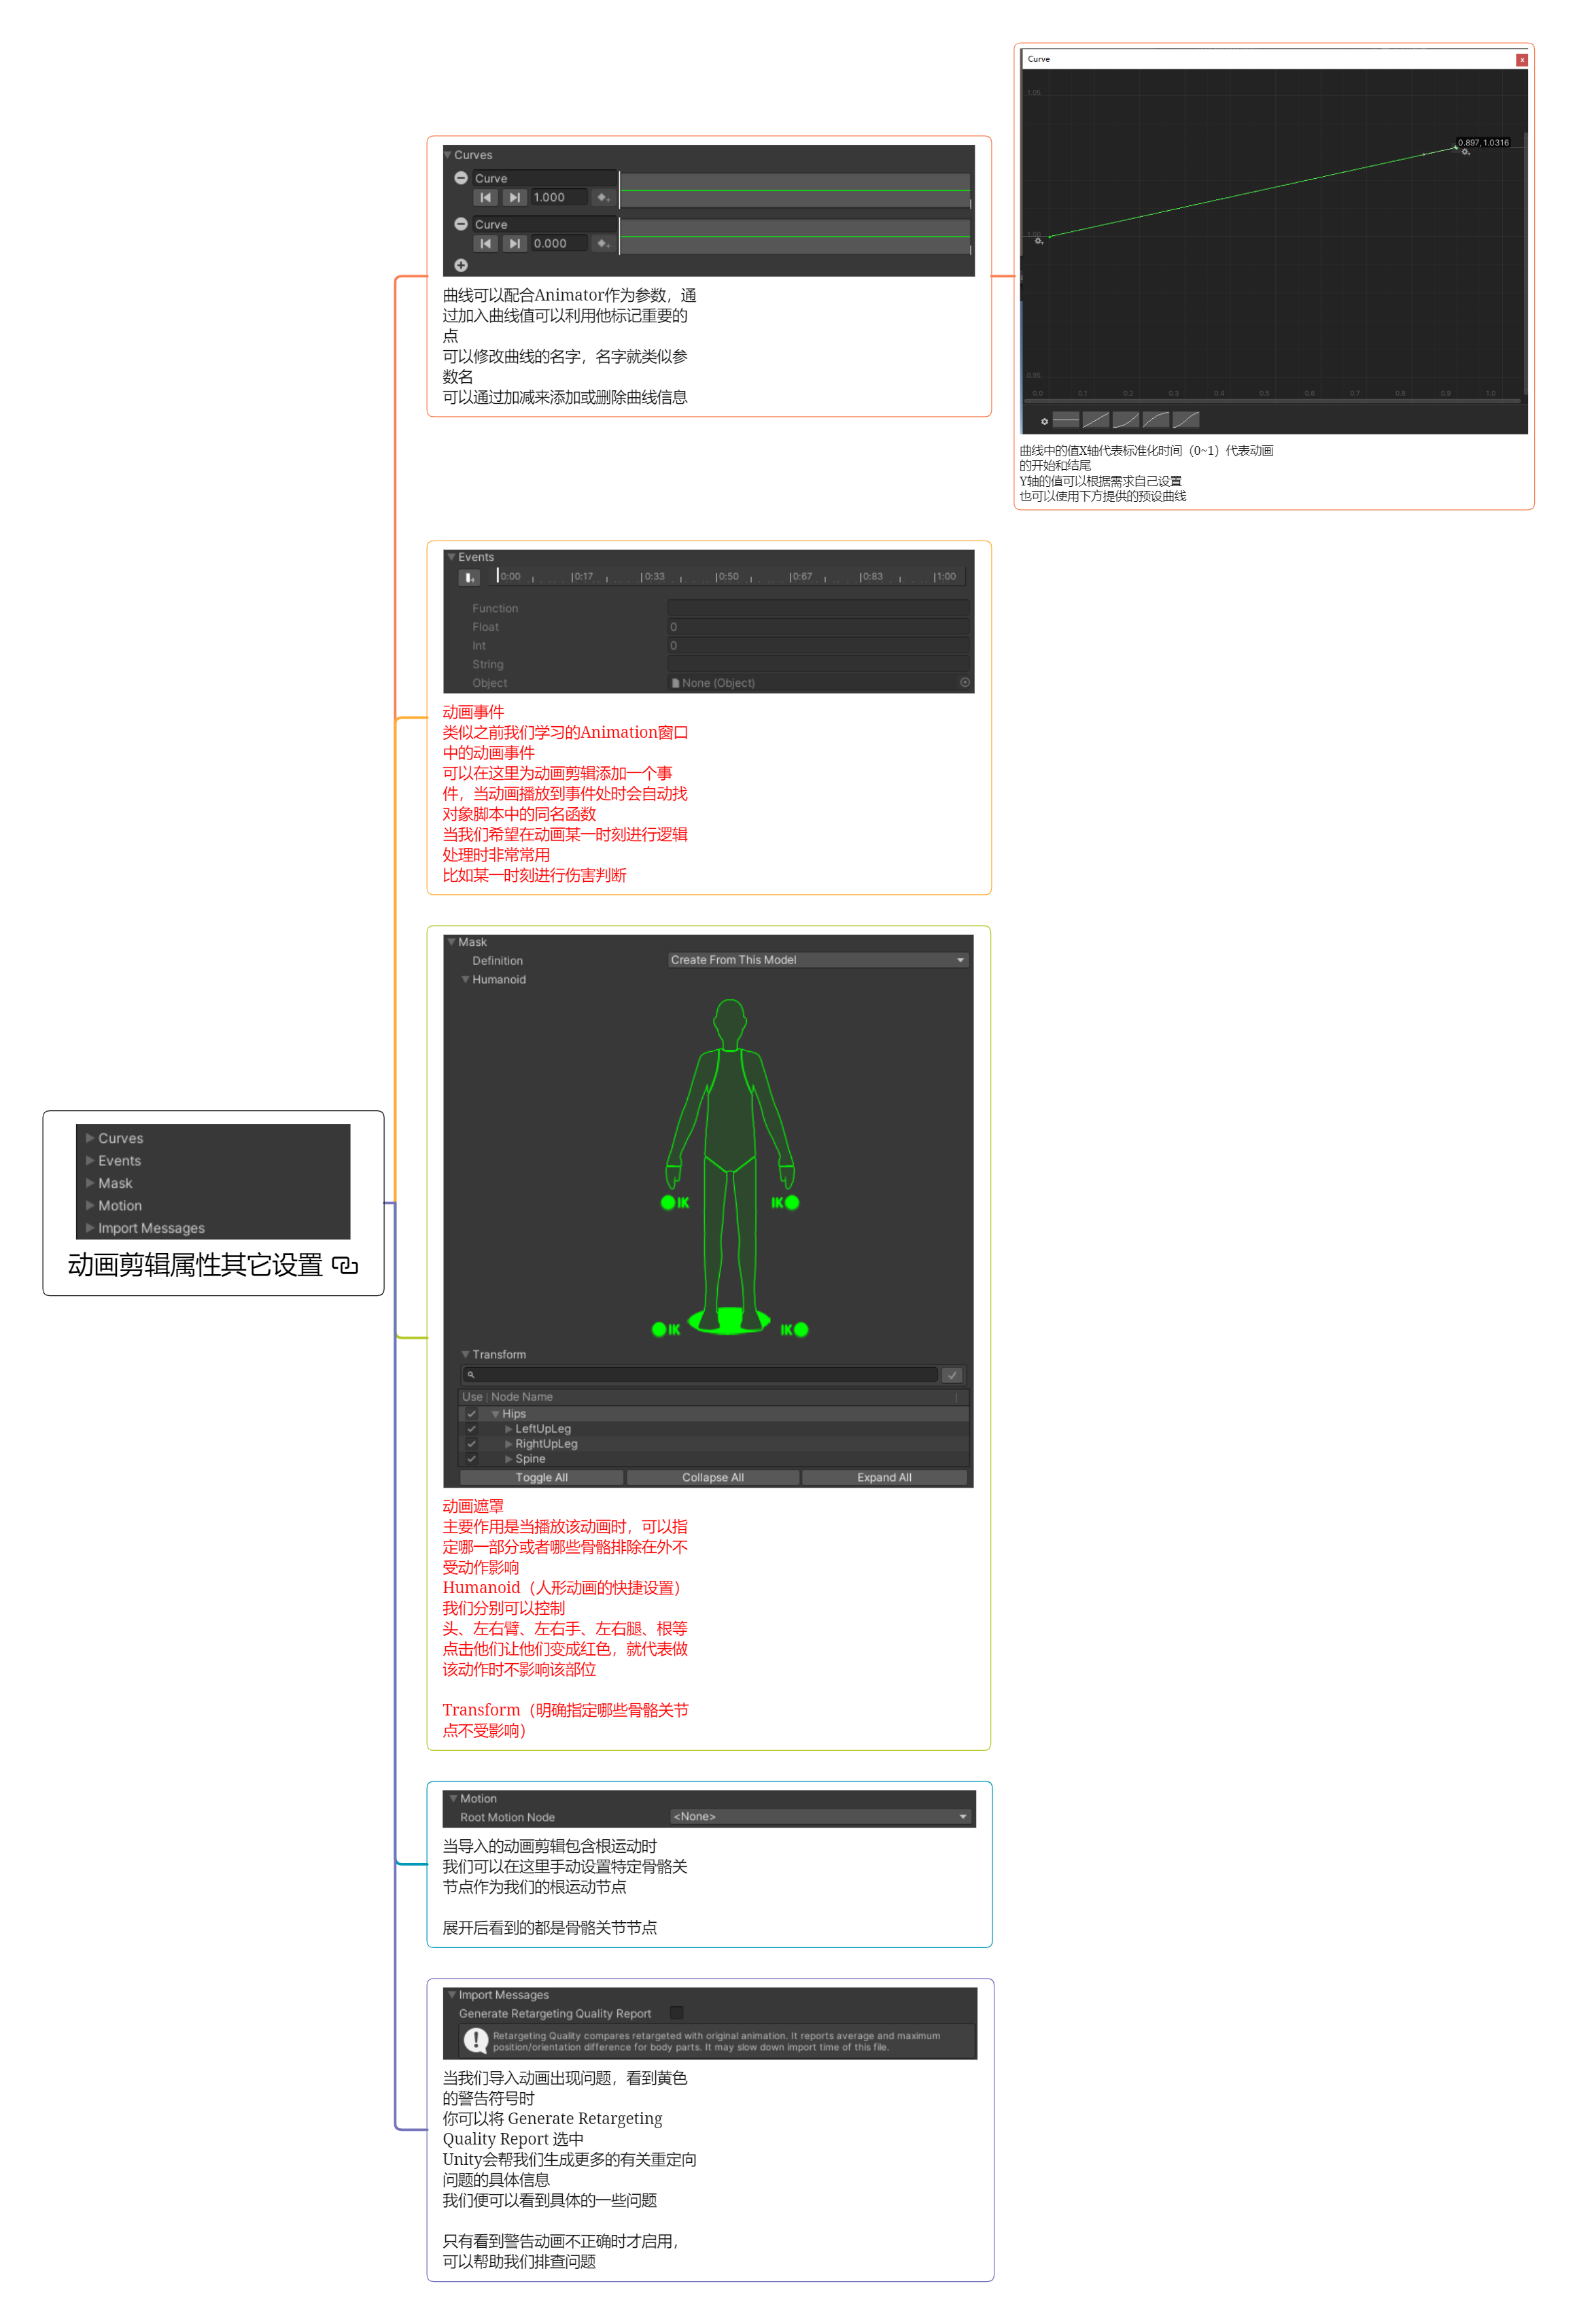 Curves
Events
Mask
Motion
Import Messages
动画剪辑属性其它设置
Curves
Curve
1.000
Curve
0.000
曲线可以配合Animator作为参数，通
过加入曲线值可以利用他标记重要的
点
可以修改曲线的名字，名字就类似参
数名
可以通过加减来添加或删除曲线信息
Curve
x
1.05
0.897, 1.0316
1.00
0.95
0.0 0.1 0.2 0.3 0.4 0.5 0.6 0.7 0.8 0.9 1.0
曲线中的值X轴代表标准化时间（0~1）代表动画
的开始和结尾
Y轴的值可以根据需求自己设置
也可以使用下方提供的预设曲线
Events
0:00 0:17 0:33 0:50 0:67 0:83 1:00
Function
Float 0
Int 0
String
Object None (Object)
动画事件
类似之前我们学习的Animation窗口
中的动画事件
可以在这里为动画剪辑添加一个事
件，当动画播放到事件处时会自动找
对象脚本中的同名函数
当我们希望在动画某一时刻进行逻辑
处理时非常常用
比如某一时刻进行伤害判断
Mask
Definition Create From This Model
Humanoid
IK IK
IK IK
Transform
Use Node Name
Hips
LeftUpLeg
RightUpLeg
Spine
Toggle All Collapse All Expand All
动画遮罩
主要作用是当播放该动画时，可以指
定哪一部分或者哪些骨骼排除在外不
受动作影响
Humanoid（人形动画的快捷设置）
我们分别可以控制
头、左右臂、左右手、左右腿、根等
点击他们让他们变成红色，就代表做
该动作时不影响该部位
Transform（明确指定哪些骨骼关节
点不受影响）
Motion
Root Motion Node <None>
当导入的动画剪辑包含根运动时
我们可以在这里手动设置特定骨骼关
节点作为我们的根运动节点
展开后看到的都是骨骼关节节点
Import Messages
Generate Retargeting Quality Report
Retargeting Quality compares retargeted with original animation. It reports average and maximum
position/orientation difference for body parts. It may slow down import time of this file.
当我们导入动画出现问题，看到黄色
的警告符号时
你可以将 Generate Retargeting
Quality Report 选中
Unity会帮我们生成更多的有关重定向
问题的具体信息
我们便可以看到具体的一些问题
只有看到警告动画不正确时才启用，
可以帮助我们排查问题